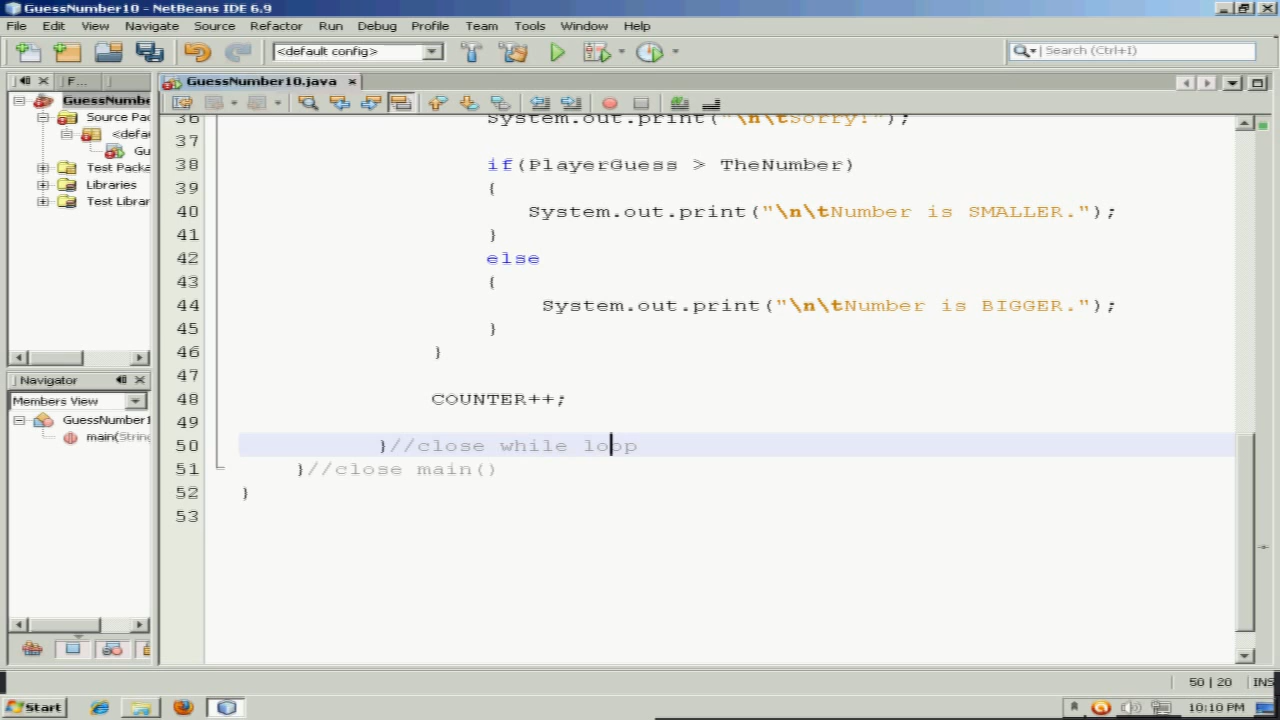 GuessNumber10 - NetBeans IDE 6.9
File Edit View Navigate Source Refactor Run Debug Profile Team Tools Window Help
<default config>
Search (Ctrl+I)
F...
GuessNumber10.java
GuessNumbe
Source Pac
<defau
Gu
Test Packa
Libraries
Test Librar
36 System.out.print("\n\tSorry!");
37
38 if(PlayerGuess > TheNumber)
39 {
40 System.out.print("\n\tNumber is SMALLER.");
41 }
42 else
43 {
44 System.out.print("\n\tNumber is BIGGER.");
45 }
46 }
47
48 COUNTER++;
49
50 }//close while loop
51 }//close main()
52 }
53
Navigator
Members View
GuessNumber1
main(String
50 | 20
INS
Start
10:10 PM